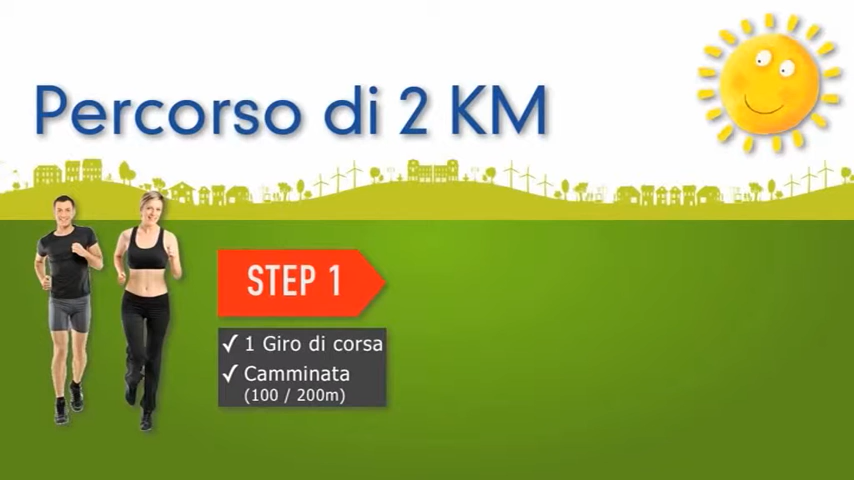 Percorso di 2 KM
STEP 1
✓ 1 Giro di corsa
✓ Camminata
(100 / 200m)